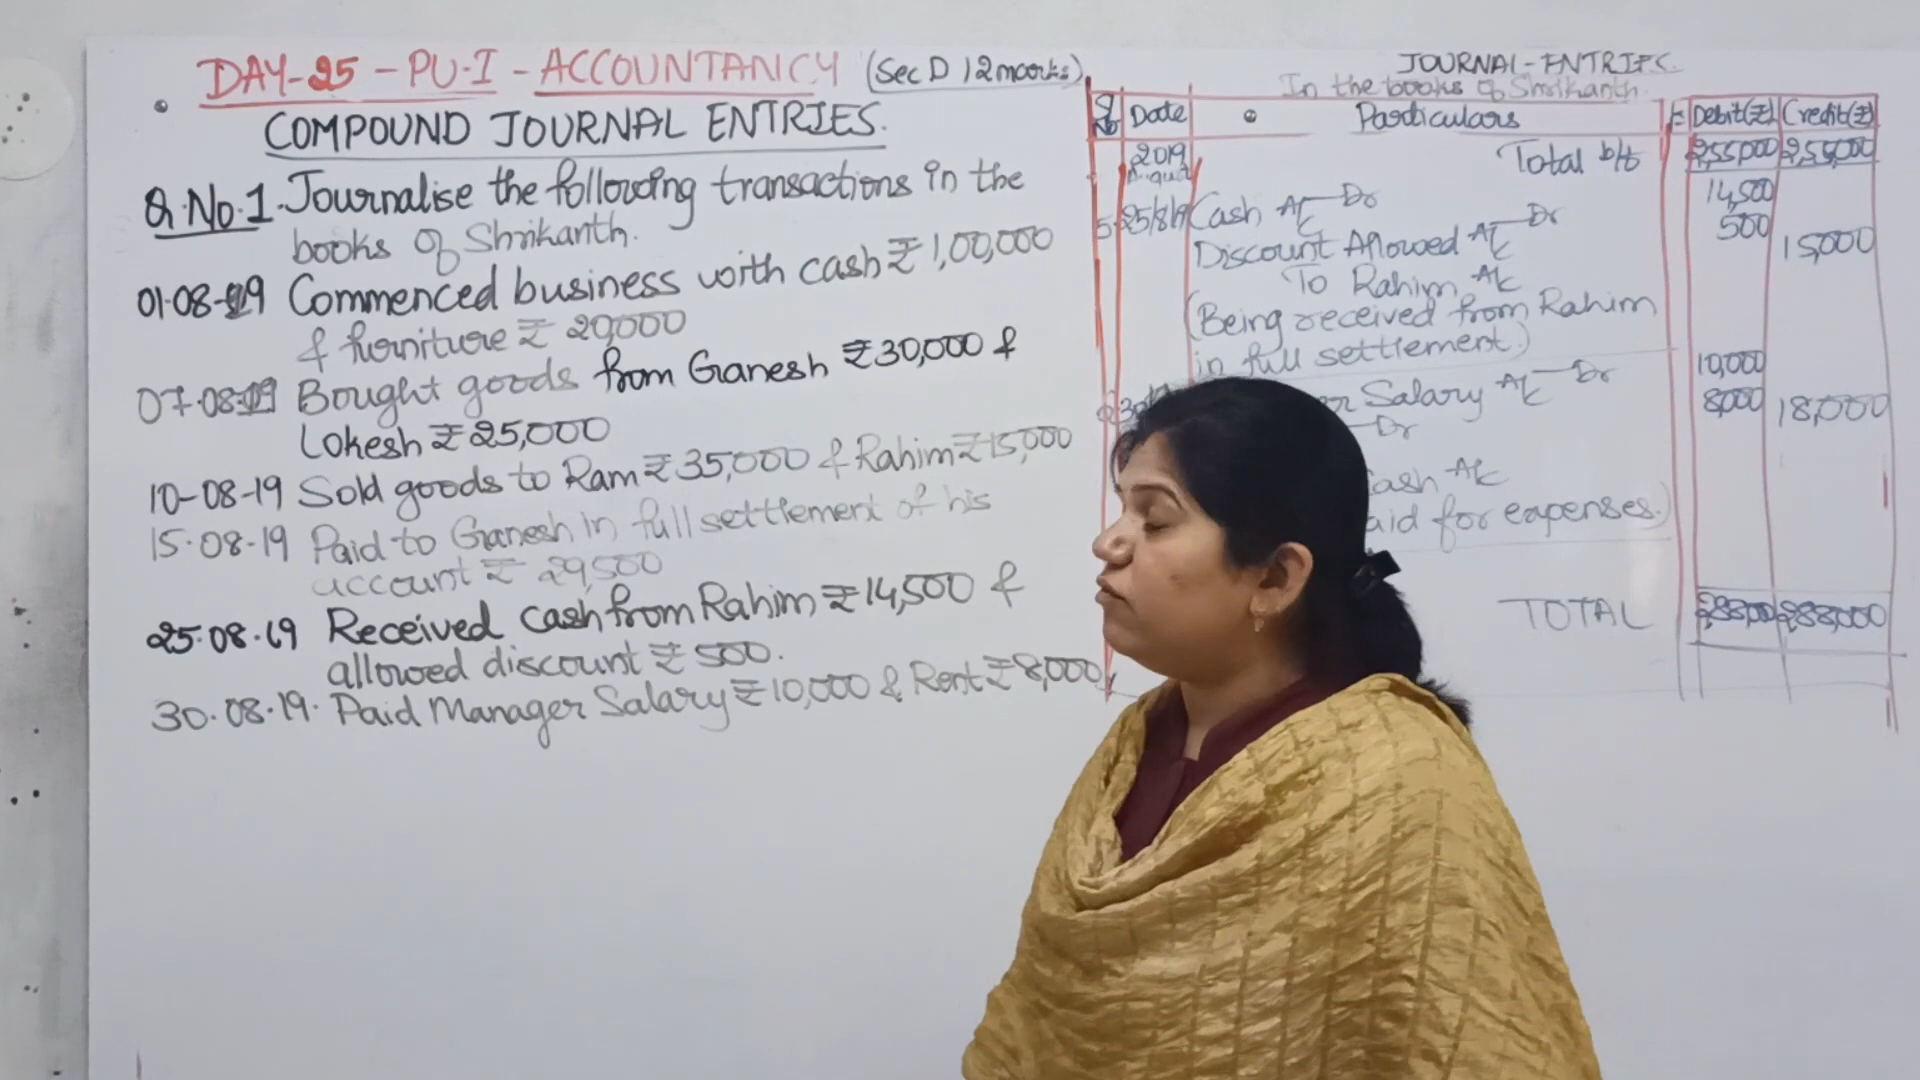 DAY-25-PU-I-ACCOUNTANCY (Sec D 12marks)
COMPOUND JOURNAL ENTRIES.
Q.No.1. Journalise the following transactions in the
books of Shrikanth.
01-08-19 Commenced business with cash ₹ 1,00,000
& furniture ₹ 20,000
07-08-19 Bought goods from Ganesh ₹30,000 &
Lokesh ₹25,000
10-08-19 Sold goods to Ram ₹35,000 & Rahim ₹15,000
15-08-19 Paid to Ganesh in full settlement of his
account ₹ 29,500
25.08.19 Received cash from Rahim ₹14,500 &
allowed discount ₹ 500.
30.08.19. Paid Manager Salary ₹10,000 & Rent ₹8,000
JOURNAL-ENTRIES.
In the books of Shrikanth.
Sl No Date Particulars LF Debit(₹) Credit(₹)
2019 Total b/f 2,55,000 2,55,000
5 25/8/19 Cash A/c Dr 14,500
Discount Allowed A/c Dr 500
To Rahim A/c 15,000
(Being received from Rahim
in full settlement.)
Salary A/c Dr 10,000
Dr 8,000
Cash A/c 18,000
aid for expenses.)
TOTAL 2,88,000 2,88,000